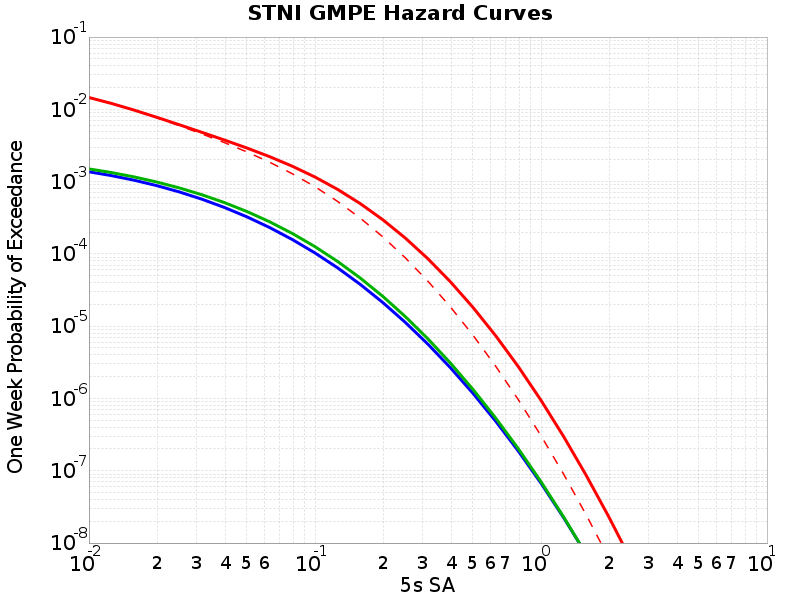 STNI GMPE Hazard Curves
10^-1
10^-2
10^-3
10^-4
10^-5
10^-6
10^-7
10^-8
One Week Probability of Exceedance
10^-2 2 3 4 5 6 10^-1 2 3 4 5 6 7 10^0 2 3 4 5 6 7 10^1
5s SA